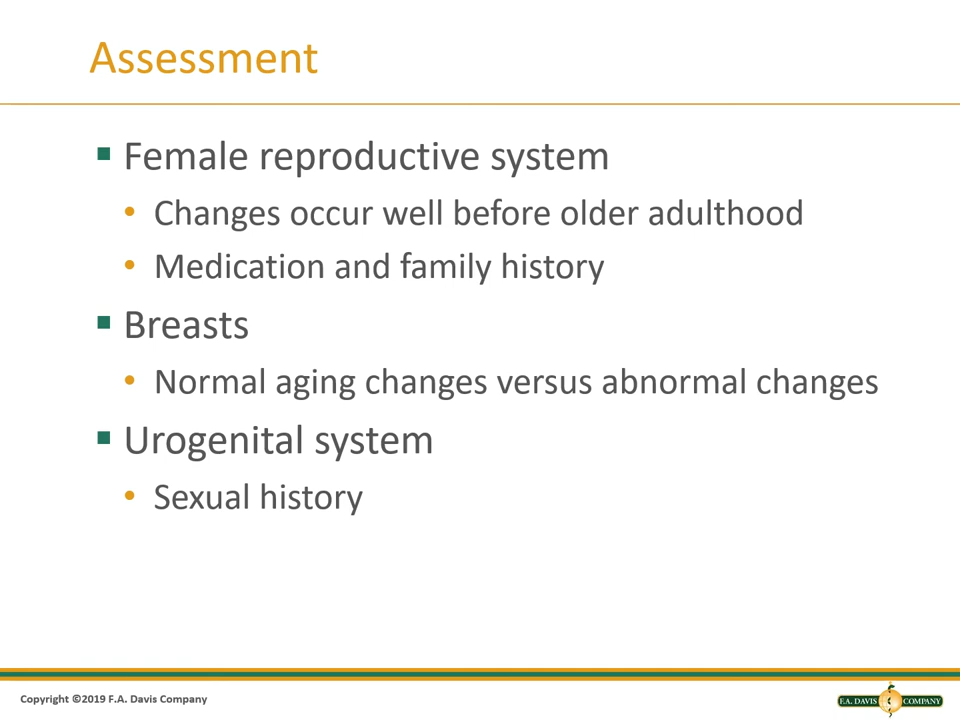 Assessment
Female reproductive system
Changes occur well before older adulthood
Medication and family history
Breasts
Normal aging changes versus abnormal changes
Urogenital system
Sexual history
Copyright ©2019 F.A. Davis Company
F.A. DAVIS COMPANY